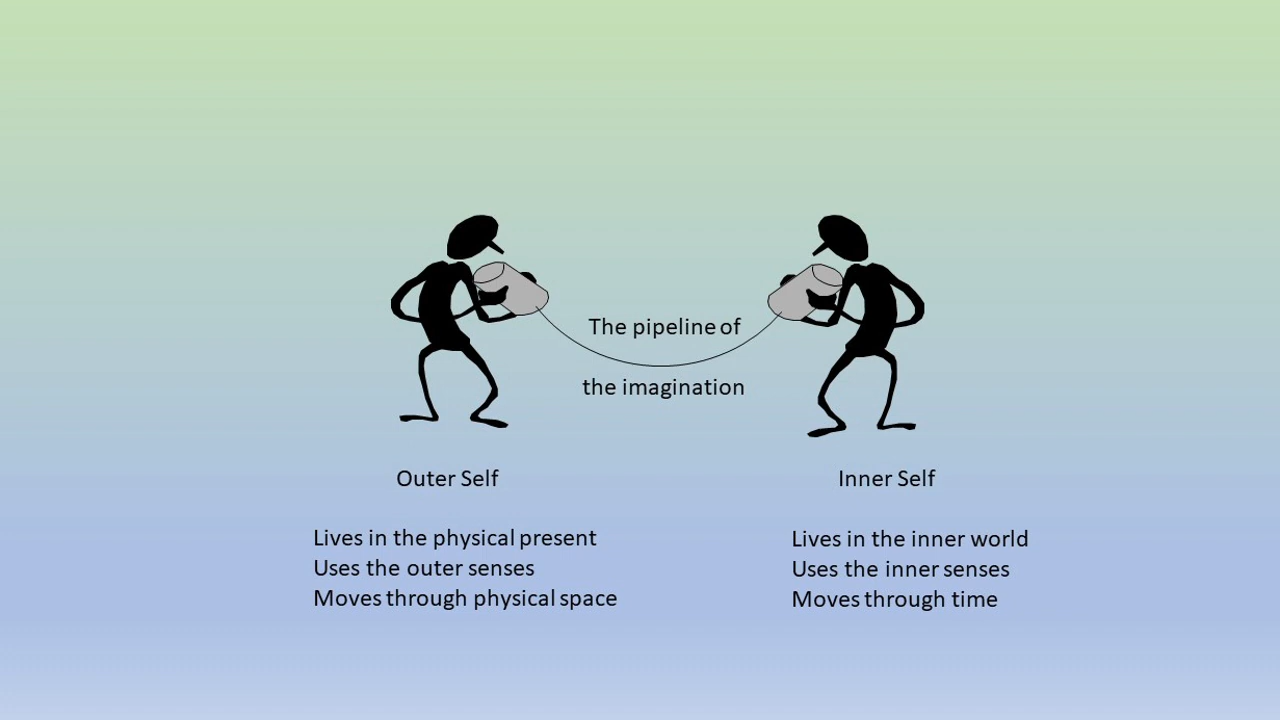 The pipeline of
the imagination
Outer Self
Lives in the physical present
Uses the outer senses
Moves through physical space
Inner Self
Lives in the inner world
Uses the inner senses
Moves through time